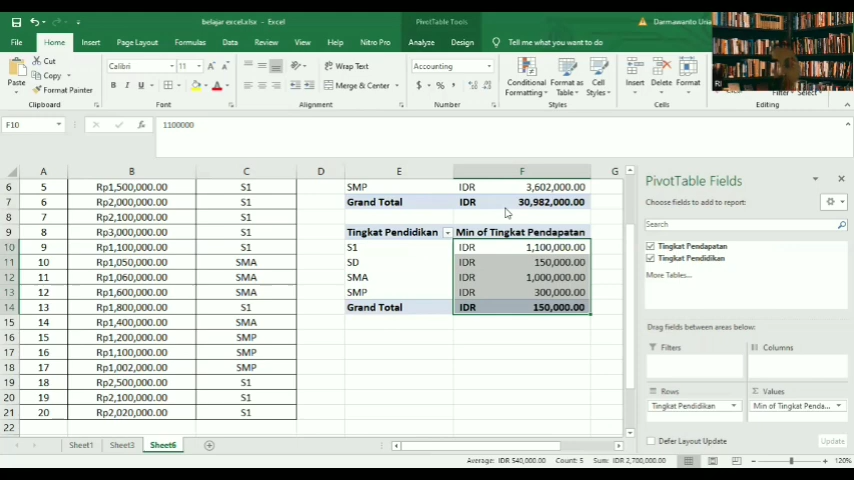 belajar excel.xlsx - Excel
PivotTable Tools
File Home Insert Page Layout Formulas Data Review View Help Nitro Pro Analyze Design Tell me what you want to do
Paste
Cut
Copy
Format Painter
Clipboard
Calibri 11
B I U
Font
Wrap Text
Merge & Center
Alignment
Accounting
$ %
Number
Conditional Formatting
Format as Table
Cell Styles
Styles
Insert Delete Format
Cells
Editing
F10 1100000
A B C D E F G
6 5 Rp1,500,000.00 S1 SMP IDR 3,602,000.00
7 6 Rp2,000,000.00 S1 Grand Total IDR 30,982,000.00
8 7 Rp2,100,000.00 S1
9 8 Rp3,000,000.00 S1 Tingkat Pendidikan Min of Tingkat Pendapatan
10 9 Rp1,100,000.00 S1 S1 IDR 1,100,000.00
11 10 Rp1,050,000.00 SMA SD IDR 150,000.00
12 11 Rp1,060,000.00 SMA SMA IDR 1,000,000.00
13 12 Rp1,600,000.00 SMA SMP IDR 300,000.00
14 13 Rp1,800,000.00 S1 Grand Total IDR 150,000.00
15 14 Rp1,400,000.00 SMA
16 15 Rp1,200,000.00 SMP
17 16 Rp1,100,000.00 SMP
18 17 Rp1,002,000.00 SMP
19 18 Rp2,500,000.00 S1
20 19 Rp2,100,000.00 S1
21 20 Rp2,020,000.00 S1
22
PivotTable Fields
Choose fields to add to report:
Search
Tingkat Pendapatan
Tingkat Pendidikan
More Tables...
Drag fields between areas below:
Filters Columns
Rows Σ Values
Tingkat Pendidikan Min of Tingkat Penda...
Defer Layout Update Update
Sheet1 Sheet3 Sheet6
Average: IDR 540,000.00 Count: 5 Sum: IDR 2,700,000.00 120%